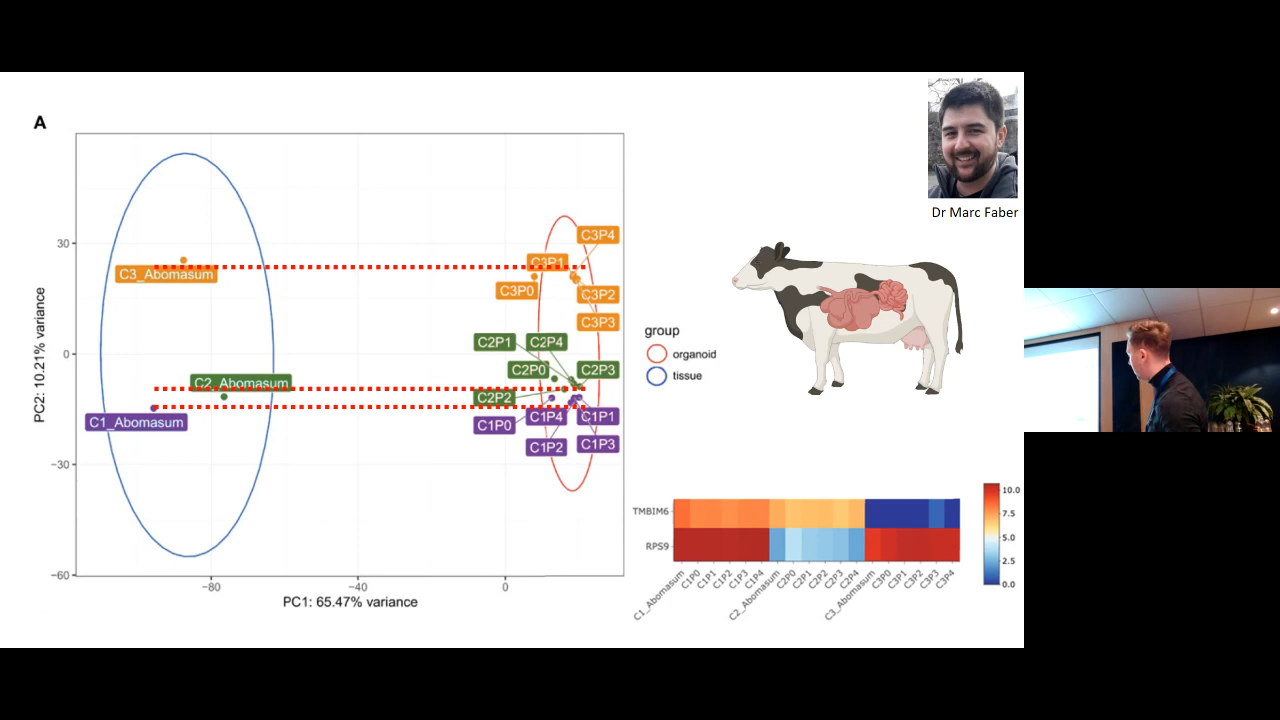 A
Dr Marc Faber
30
0
−30
−60
PC2: 10.21% variance
−80
−40
0
PC1: 65.47% variance
C3_Abomasum
C2_Abomasum
C1_Abomasum
C3P4
C3P1
C3P0
C3P2
C3P3
C2P1
C2P4
C2P0
C2P3
C2P2
C1P4
C1P1
C1P0
C1P2
C1P3
group
organoid
tissue
TMBIM6
RPS9
C1_Abomasum
C1P0
C1P1
C1P2
C1P3
C1P4
C2_Abomasum
C2P0
C2P1
C2P2
C2P3
C2P4
C3_Abomasum
C3P0
C3P1
C3P2
C3P3
C3P4
10.0
7.5
5.0
2.5
0.0